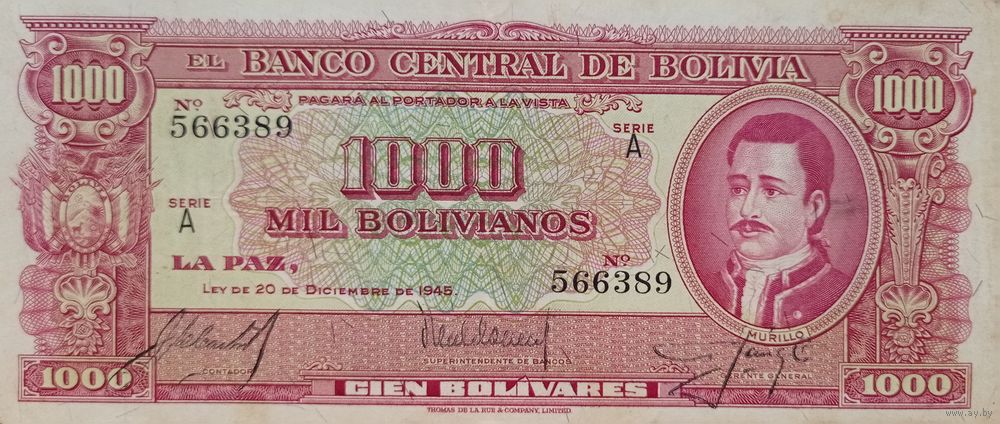 1000
EL BANCO CENTRAL DE BOLIVIA
1000
PAGARÁ AL PORTADOR A LA VISTA
Nº
566389
SERIE
A
1000
SERIE
A
MIL BOLIVIANOS
LA PAZ,
Nº
566389
LEY DE 20 DE DICIEMBRE DE 1945.
MURILLO
CONTADOR
SUPERINTENDENTE DE BANCOS
GERENTE GENERAL
1000
CIEN BOLÍVARES
1000
THOMAS DE LA RUE & COMPANY, LIMITED.
www.ay.by